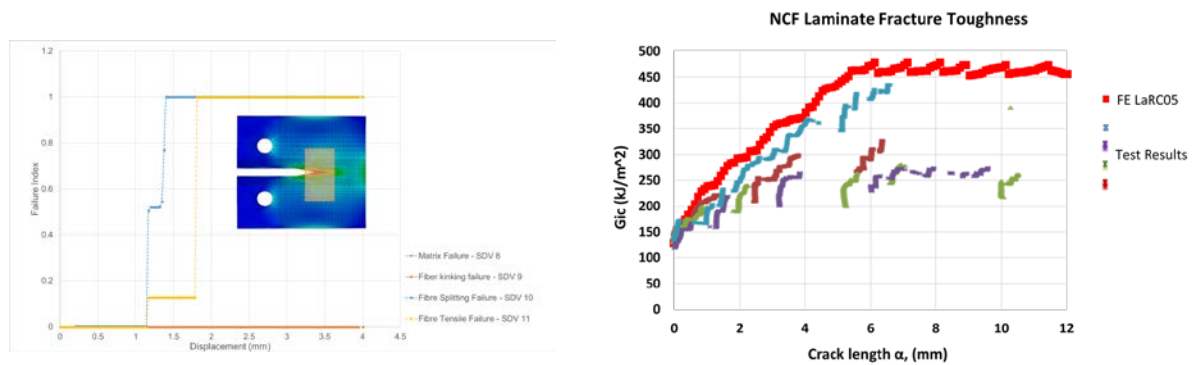 1.2
1
0.8
0.6
0.4
0.2
0
Failure Index
0 0.5 1 1.5 2 2.5 3 3.5 4 4.5
Displacement (mm)
Matrix Failure - SDV 8
Fiber kinking failure - SDV 9
Fibre Splitting Failure - SDV 10
Fibre Tensile Failure - SDV 11
NCF Laminate Fracture Toughness
500
450
400
350
300
250
200
150
100
50
0
Gic (kJ/m^2)
0 2 4 6 8 10 12
Crack length α, (mm)
FE LaRC05
Test Results